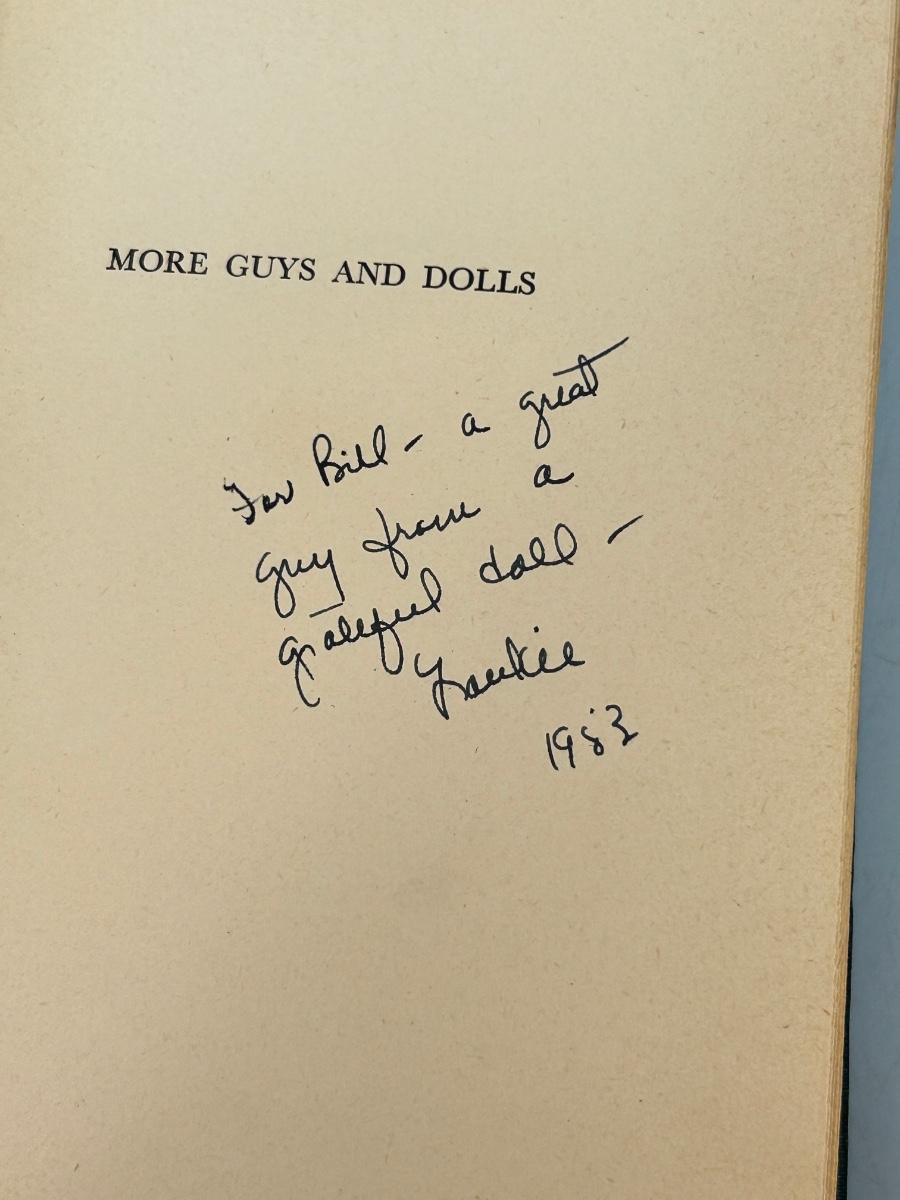 MORE GUYS AND DOLLS
For Bill - a great
guy from a
grateful doll -
Frankie
1983